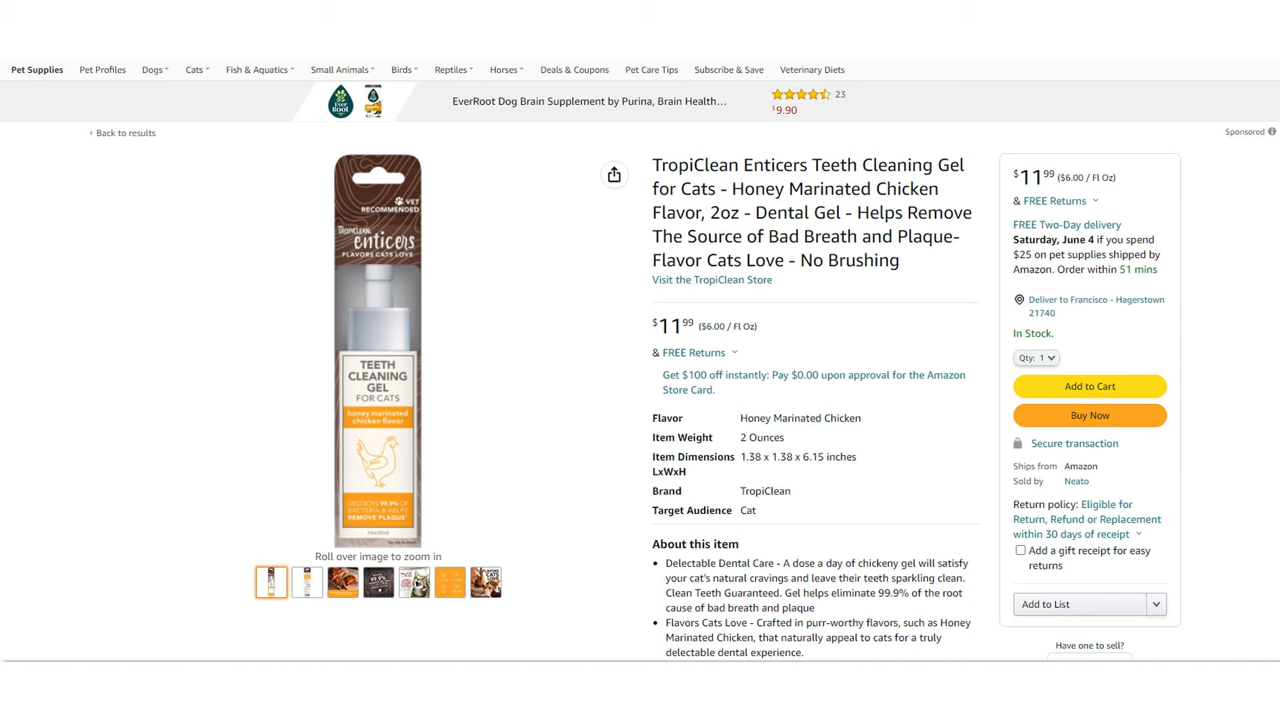 Pet Supplies Pet Profiles Dogs Cats Fish & Aquatics Small Animals Birds Reptiles Horses Deals & Coupons Pet Care Tips Subscribe & Save Veterinary Diets
Ever Root
EverRoot Dog Brain Supplement by Purina, Brain Health…
23
$9.90
‹ Back to results
Sponsored
VET
RECOMMENDED
TROPICLEAN
enticers
FLAVORS CATS LOVE
TEETH
CLEANING
GEL
FOR CATS
honey marinated
chicken flavor
DESTROYS 99.9% OF
BACTERIA & HELPS
REMOVE PLAQUE
Roll over image to zoom in
TropiClean Enticers Teeth Cleaning Gel
for Cats - Honey Marinated Chicken
Flavor, 2oz - Dental Gel - Helps Remove
The Source of Bad Breath and Plaque-
Flavor Cats Love - No Brushing
Visit the TropiClean Store
$11.99 ($6.00 / Fl Oz)
& FREE Returns
Get $100 off instantly: Pay $0.00 upon approval for the Amazon
Store Card.
Flavor Honey Marinated Chicken
Item Weight 2 Ounces
Item Dimensions 1.38 x 1.38 x 6.15 inches
LxWxH
Brand TropiClean
Target Audience Cat
About this item
• Delectable Dental Care - A dose a day of chickeny gel will satisfy
your cat's natural cravings and leave their teeth sparkling clean.
Clean Teeth Guaranteed. Gel helps eliminate 99.9% of the root
cause of bad breath and plaque
• Flavors Cats Love - Crafted in purr-worthy flavors, such as Honey
Marinated Chicken, that naturally appeal to cats for a truly
delectable dental experience.
$11.99 ($6.00 / Fl Oz)
& FREE Returns
FREE Two-Day delivery
Saturday, June 4 if you spend
$25 on pet supplies shipped by
Amazon. Order within 51 mins
Deliver to Francisco - Hagerstown
21740
In Stock.
Qty: 1
Add to Cart
Buy Now
Secure transaction
Ships from Amazon
Sold by Neato
Return policy: Eligible for
Return, Refund or Replacement
within 30 days of receipt
Add a gift receipt for easy
returns
Add to List
Have one to sell?